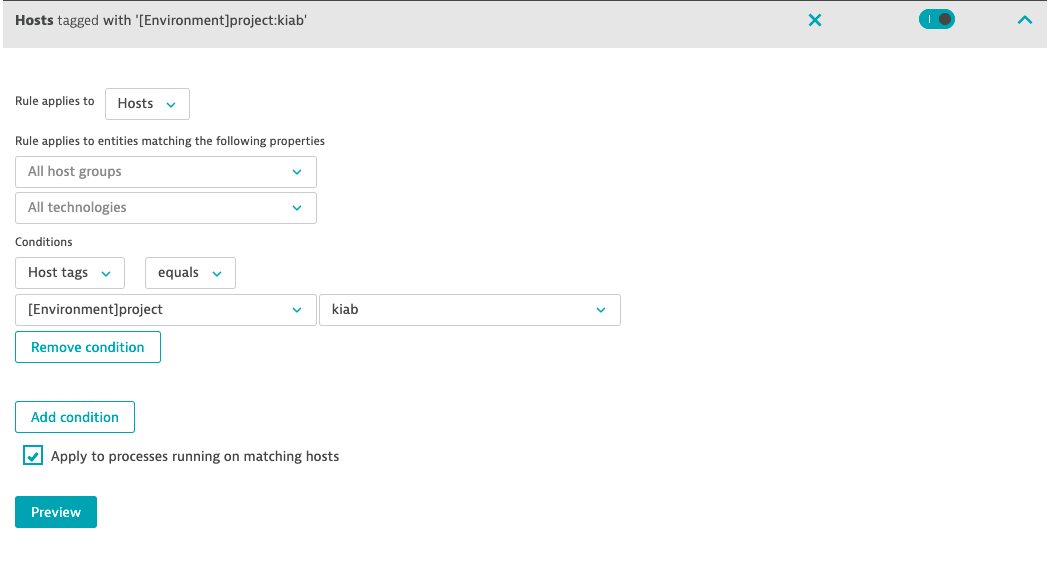 Hosts tagged with '[Environment]project:kiab'
Rule applies to Hosts
Rule applies to entities matching the following properties
All host groups
All technologies
Conditions
Host tags equals
[Environment]project kiab
Remove condition
Add condition
Apply to processes running on matching hosts
Preview